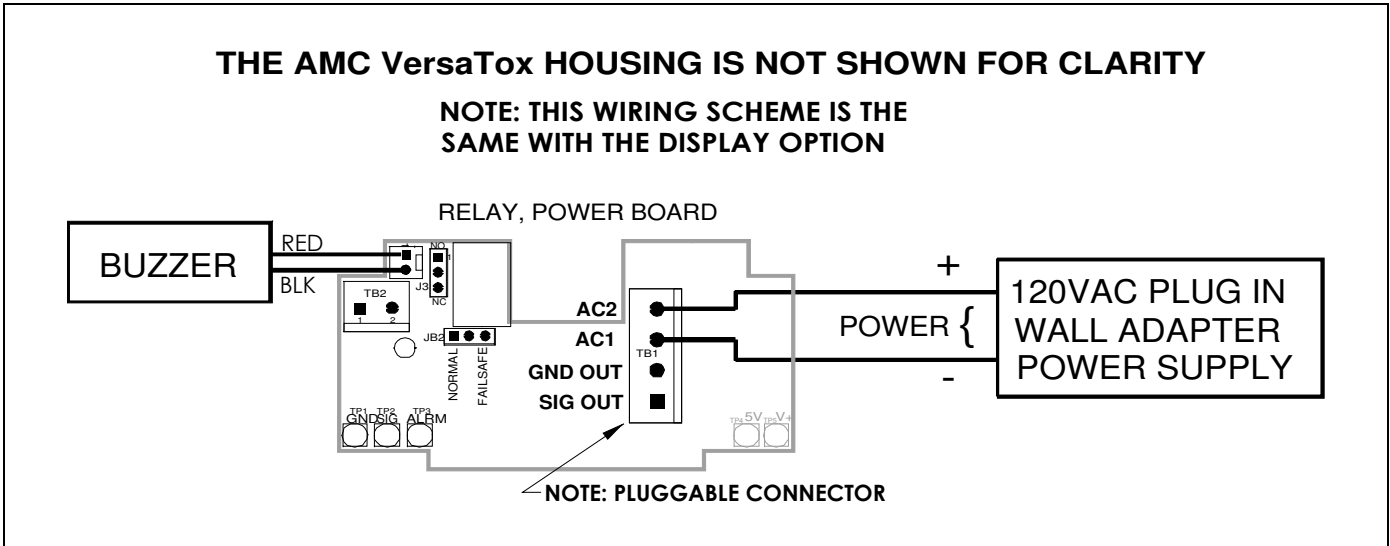 THE AMC VersaTox HOUSING IS NOT SHOWN FOR CLARITY
NOTE: THIS WIRING SCHEME IS THE
SAME WITH THE DISPLAY OPTION
RELAY, POWER BOARD
BUZZER
RED
BLK
NO
1
J3
NC
TB2
1 2
JB2
NORMAL
FAILSAFE
TP1 TP2 TP3
GND SIG ALRM
AC2
AC1
GND OUT
SIG OUT
TB1
TP4 5V TP5 V+
+
POWER {
-
120VAC PLUG IN
WALL ADAPTER
POWER SUPPLY
NOTE: PLUGGABLE CONNECTOR